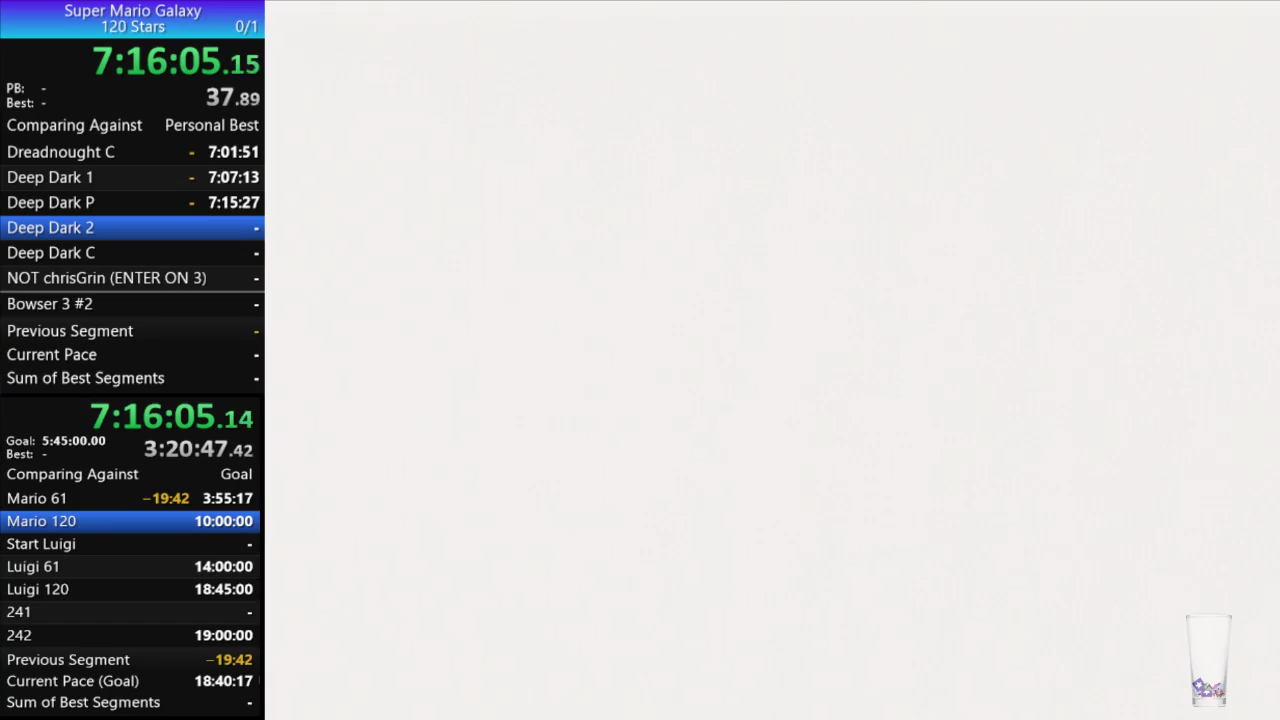 Super Mario Galaxy
120 Stars 0/1
7:16:05.15
PB: -
Best: - 37.89
Comparing Against Personal Best
Dreadnought C - 7:01:51
Deep Dark 1 - 7:07:13
Deep Dark P - 7:15:27
Deep Dark 2 -
Deep Dark C -
NOT chrisGrin (ENTER ON 3) -
Bowser 3 #2 -
Previous Segment -
Current Pace -
Sum of Best Segments -
7:16:05.14
Goal: 5:45:00.00
Best: - 3:20:47.42
Comparing Against Goal
Mario 61 −19:42 3:55:17
Mario 120 10:00:00
Start Luigi -
Luigi 61 14:00:00
Luigi 120 18:45:00
241 -
242 19:00:00
Previous Segment −19:42
Current Pace (Goal) 18:40:17
Sum of Best Segments -